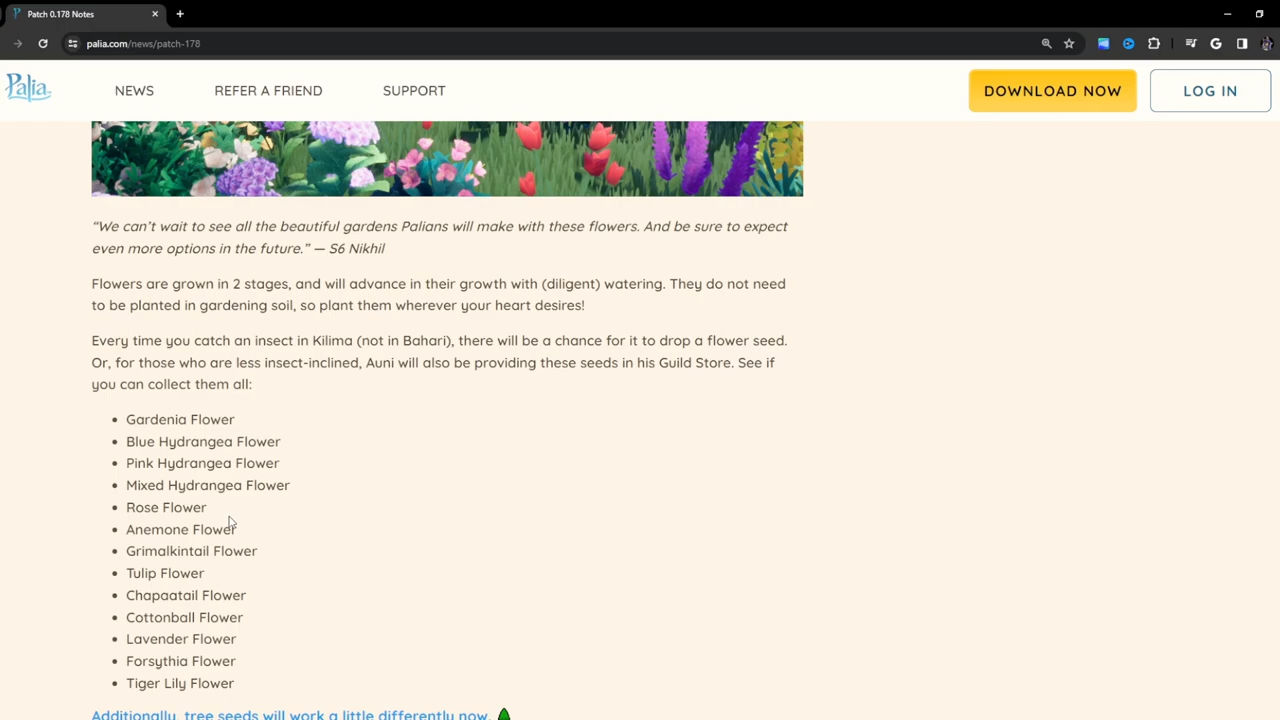 Patch 0.178 Notes
palia.com/news/patch-178
Palia
NEWS
REFER A FRIEND
SUPPORT
DOWNLOAD NOW
LOG IN
“We can’t wait to see all the beautiful gardens Palians will make with these flowers. And be sure to expect
even more options in the future.” — S6 Nikhil
Flowers are grown in 2 stages, and will advance in their growth with (diligent) watering. They do not need
to be planted in gardening soil, so plant them wherever your heart desires!
Every time you catch an insect in Kilima (not in Bahari), there will be a chance for it to drop a flower seed.
Or, for those who are less insect-inclined, Auni will also be providing these seeds in his Guild Store. See if
you can collect them all:
• Gardenia Flower
• Blue Hydrangea Flower
• Pink Hydrangea Flower
• Mixed Hydrangea Flower
• Rose Flower
• Anemone Flower
• Grimalkintail Flower
• Tulip Flower
• Chapaatail Flower
• Cottonball Flower
• Lavender Flower
• Forsythia Flower
• Tiger Lily Flower
Additionally, tree seeds will work a little differently now.